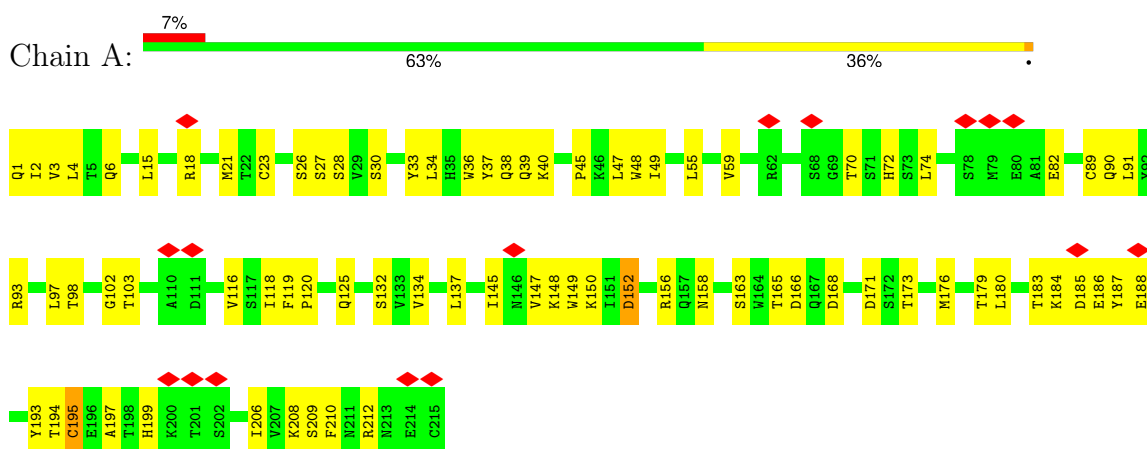 7%
Chain A:
63% 36% •
Q1 I2 V3 L4 T5 Q6 L15 R18 M21 T22 C23 S26 S27 S28 V29 S30 Y33 L34 H35 W36 Y37 Q38 Q39 K40 P45 K46 L47 W48 I49 L55 V59 R62 S68 G69 T70 S71 H72 S73 L74 S78 M79 E80 A81 E82 C89 Q90 L91 Y92
R93 L97 T98 G102 T103 A110 D111 V116 S117 I118 F119 P120 Q125 S132 V133 V134 L137 I145 N146 V147 K148 W149 K150 I151 D152 R156 Q157 N158 S163 W164 T165 D166 Q167 D168 D171 S172 T173 M176 T179 L180 T183 K184 D185 E186 Y187 E188
Y193 T194 C195 E196 A197 T198 H199 K200 T201 S202 I206 V207 K208 S209 F210 N211 R212 N213 E214 C215